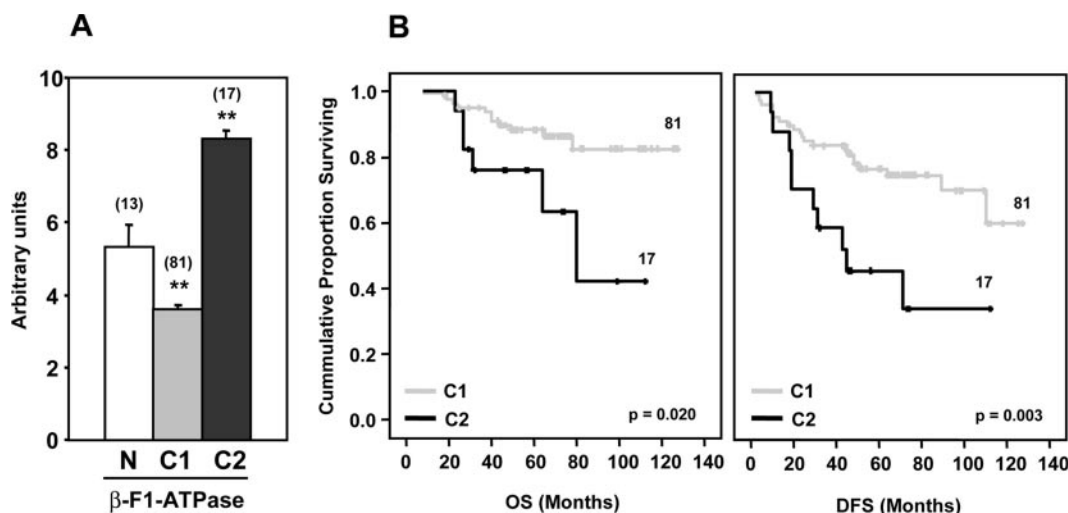 A
10
8
6
4
2
0
Arbitrary units
(13)
(81)
**
(17)
**
N C1 C2
β-F1-ATPase
B
Cummulative Proportion Surviving
1.0
0.8
0.6
0.4
0.2
0.0
81
17
C1
C2
p = 0.020
0 20 40 60 80 100 120 140
OS (Months)
81
17
C1
C2
p = 0.003
0 20 40 60 80 100 120 140
DFS (Months)